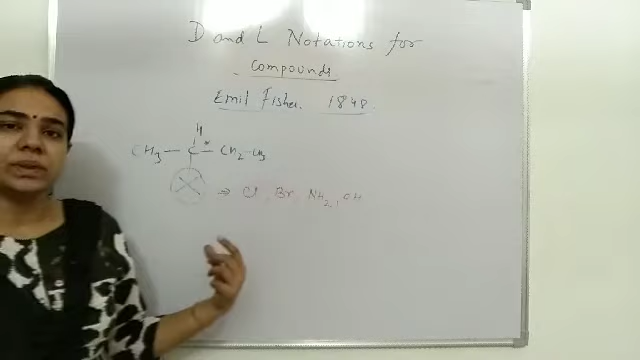 D and L Notations for
Compounds
Emil Fisher 1848
H
CH3 — C* — CH2-CH3
X ⇒ Cl, Br, NH2, OH